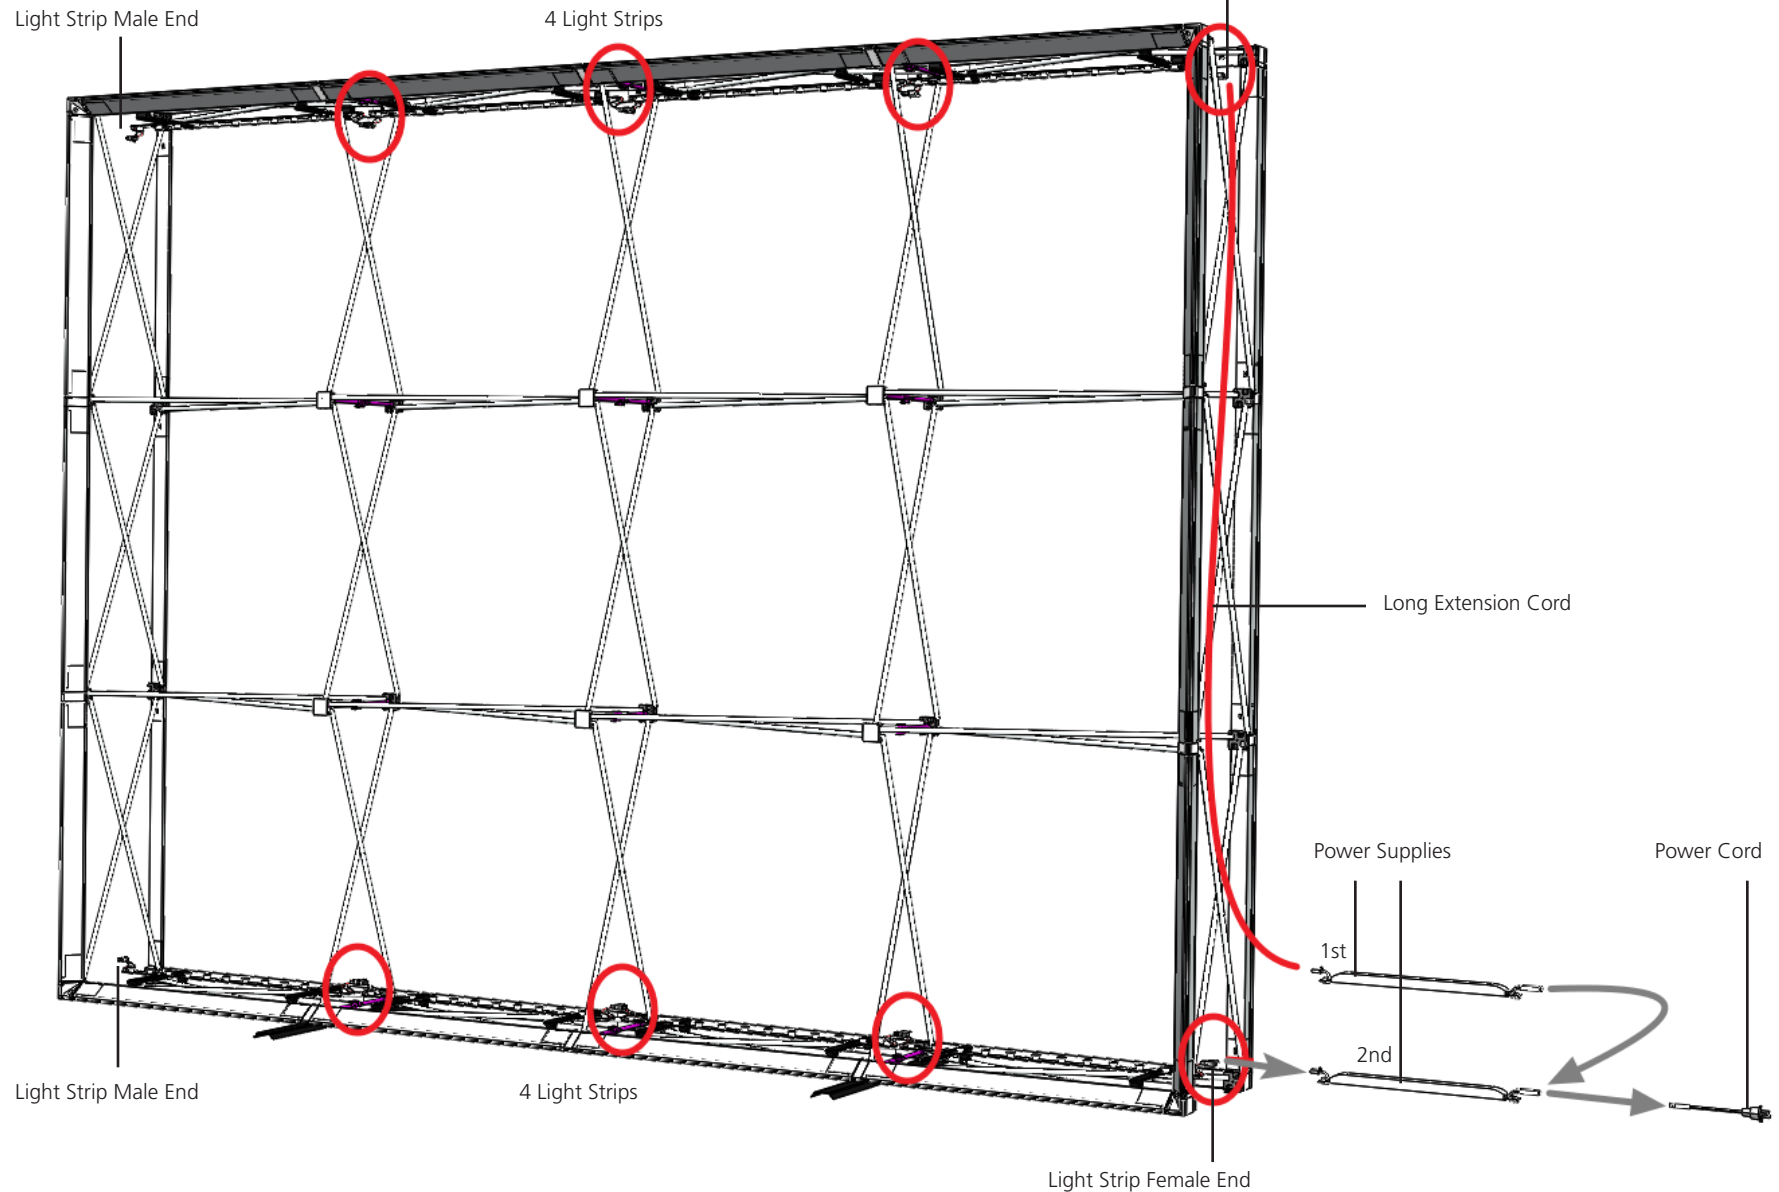 Light Strip Male End
4 Light Strips
Long Extension Cord
Power Supplies
Power Cord
1st
2nd
Light Strip Male End
4 Light Strips
Light Strip Female End